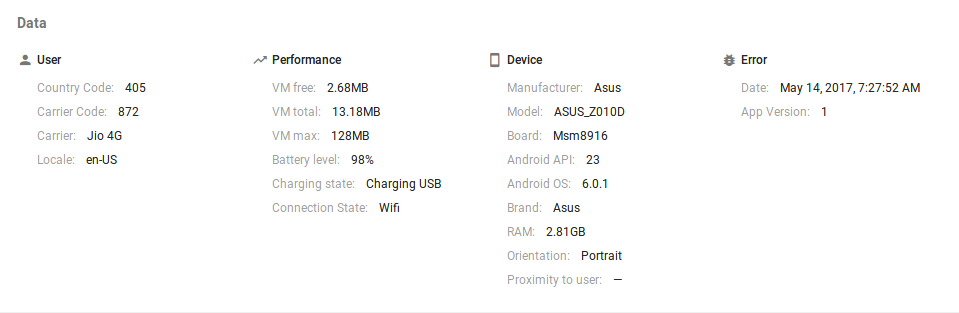 Data
User
Country Code: 405
Carrier Code: 872
Carrier: Jio 4G
Locale: en-US
Performance
VM free: 2.68MB
VM total: 13.18MB
VM max: 128MB
Battery level: 98%
Charging state: Charging USB
Connection State: Wifi
Device
Manufacturer: Asus
Model: ASUS_Z010D
Board: Msm8916
Android API: 23
Android OS: 6.0.1
Brand: Asus
RAM: 2.81GB
Orientation: Portrait
Proximity to user: —
Error
Date: May 14, 2017, 7:27:52 AM
App Version: 1